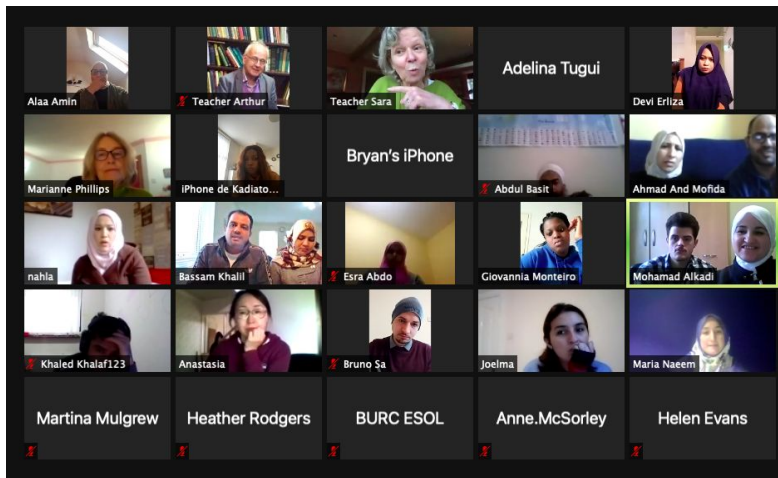 Alaa Amin
Teacher Arthur
Teacher Sara
Adelina Tugui
Devi Erliza
Marianne Phillips
iPhone de Kadiato...
Bryan's iPhone
Abdul Basit
Ahmad And Mofida
nahla
Bassam Khalil
Esra Abdo
Giovannia Monteiro
Mohamad Alkadi
Khaled Khalaf123
Anastasia
Bruno Sa
Joelma
Maria Naeem
Martina Mulgrew
Heather Rodgers
BURC ESOL
Anne.McSorley
Helen Evans